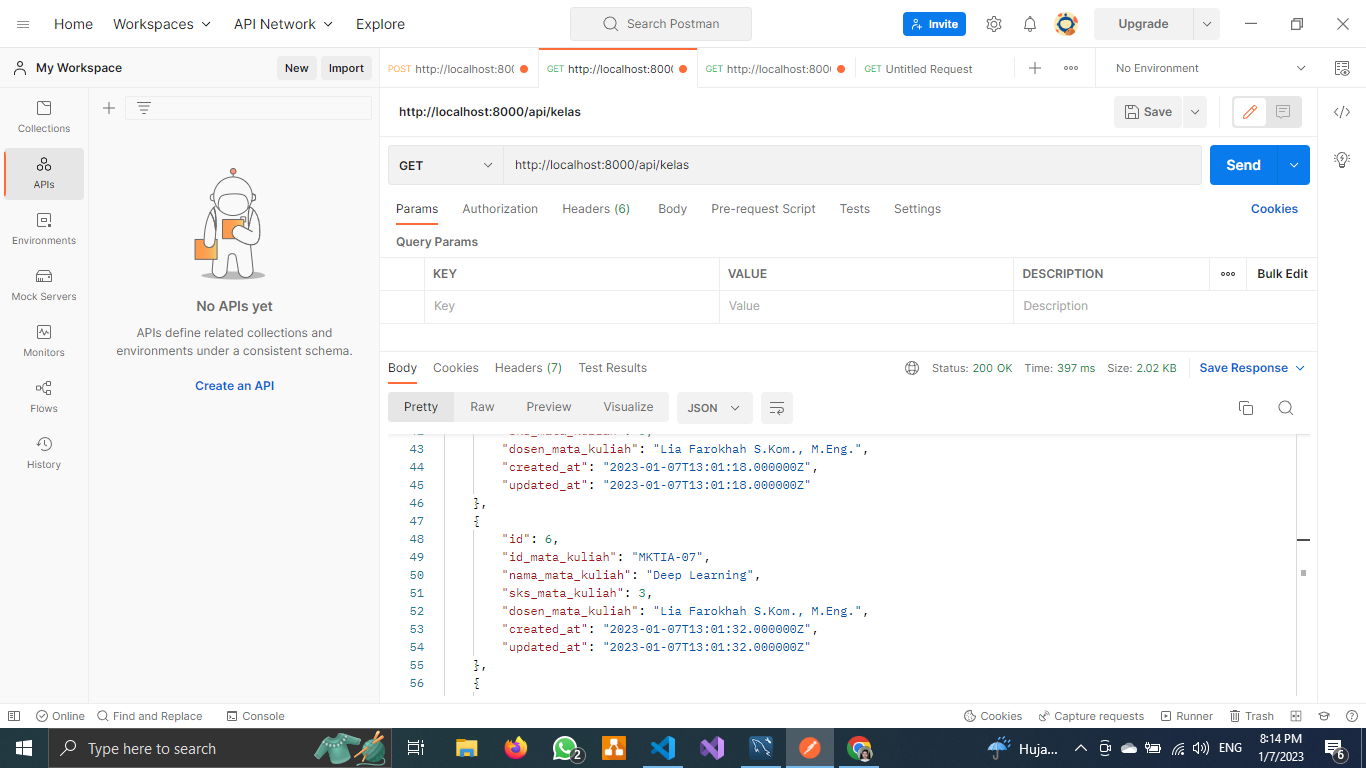 Home Workspaces API Network Explore Search Postman Invite Upgrade
My Workspace New Import POST http://localhost:800 GET http://localhost:8000 GET http://localhost:800 GET Untitled Request No Environment
http://localhost:8000/api/kelas Save
Collections
GET http://localhost:8000/api/kelas Send
APIs
Params Authorization Headers (6) Body Pre-request Script Tests Settings Cookies
Environments
Query Params
KEY VALUE DESCRIPTION Bulk Edit
Mock Servers
Key Value Description
No APIs yet
APIs define related collections and
environments under a consistent schema.
Monitors
Body Cookies Headers (7) Test Results Status: 200 OK Time: 397 ms Size: 2.02 KB Save Response
Create an API
Flows
Pretty Raw Preview Visualize JSON
43 "dosen_mata_kuliah": "Lia Farokhah S.Kom., M.Eng.",
History
44 "created_at": "2023-01-07T13:01:18.000000Z",
45 "updated_at": "2023-01-07T13:01:18.000000Z"
46 },
47 {
48 "id": 6,
49 "id_mata_kuliah": "MKTIA-07",
50 "nama_mata_kuliah": "Deep Learning",
51 "sks_mata_kuliah": 3,
52 "dosen_mata_kuliah": "Lia Farokhah S.Kom., M.Eng.",
53 "created_at": "2023-01-07T13:01:32.000000Z",
54 "updated_at": "2023-01-07T13:01:32.000000Z"
55 },
56 {
Online Find and Replace Console Cookies Capture requests Runner Trash
Type here to search 2 Huja... ENG 8:14 PM
1/7/2023 6